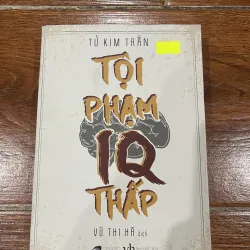 TỬ KIM TRẦN
TỘI
PHẠM
IQ
THẤP
VŨ THỊ HÀ dịch